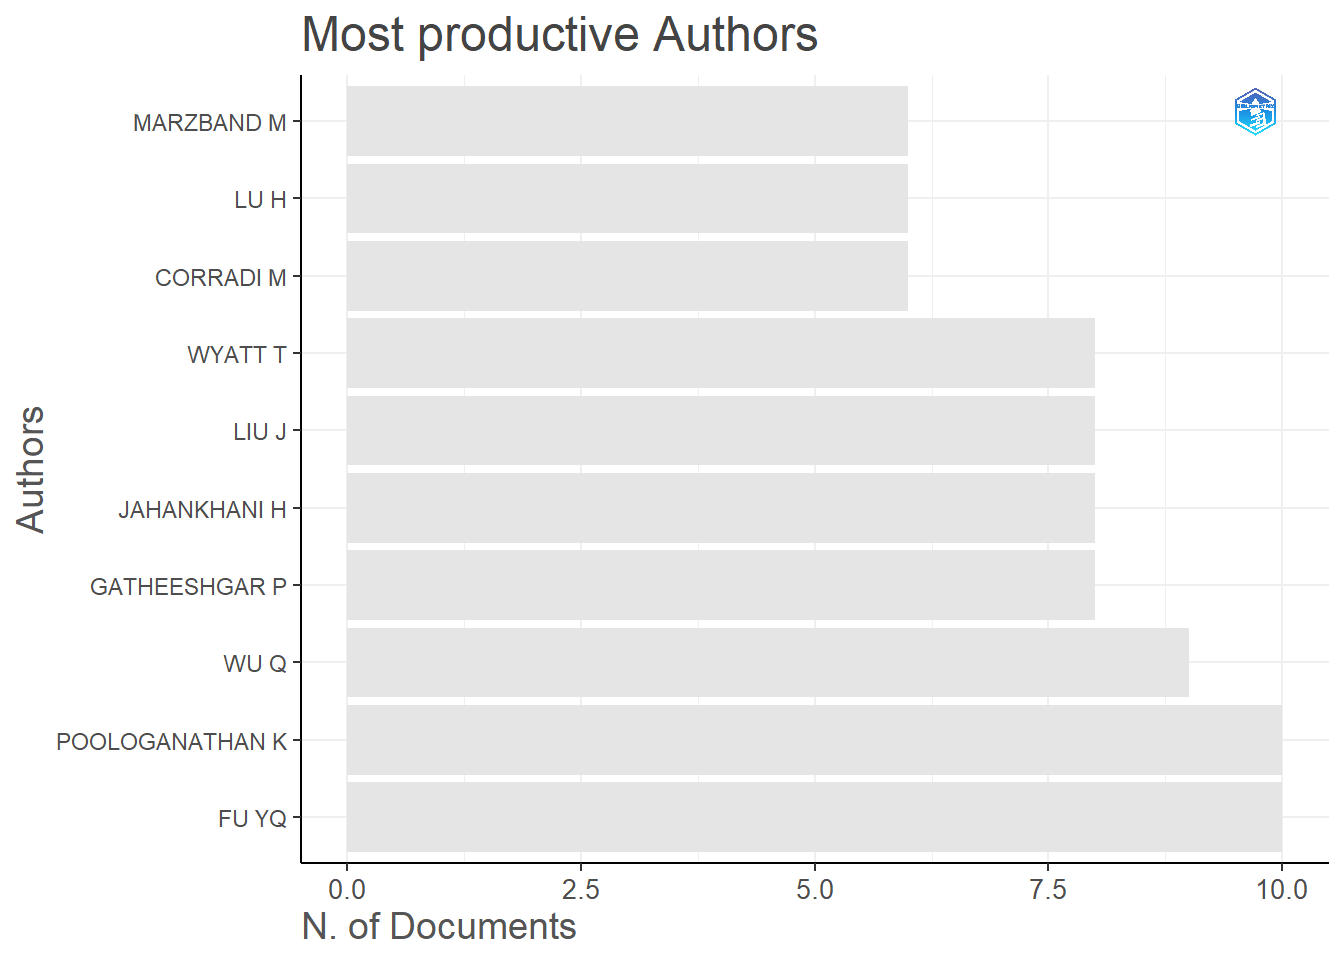 Most productive Authors
MARZBAND M
LU H
CORRADI M
WYATT T
LIU J
JAHANKHANI H
GATHEESHGAR P
WU Q
POOLOGANATHAN K
FU YQ
Authors
0.0 2.5 5.0 7.5 10.0
N. of Documents